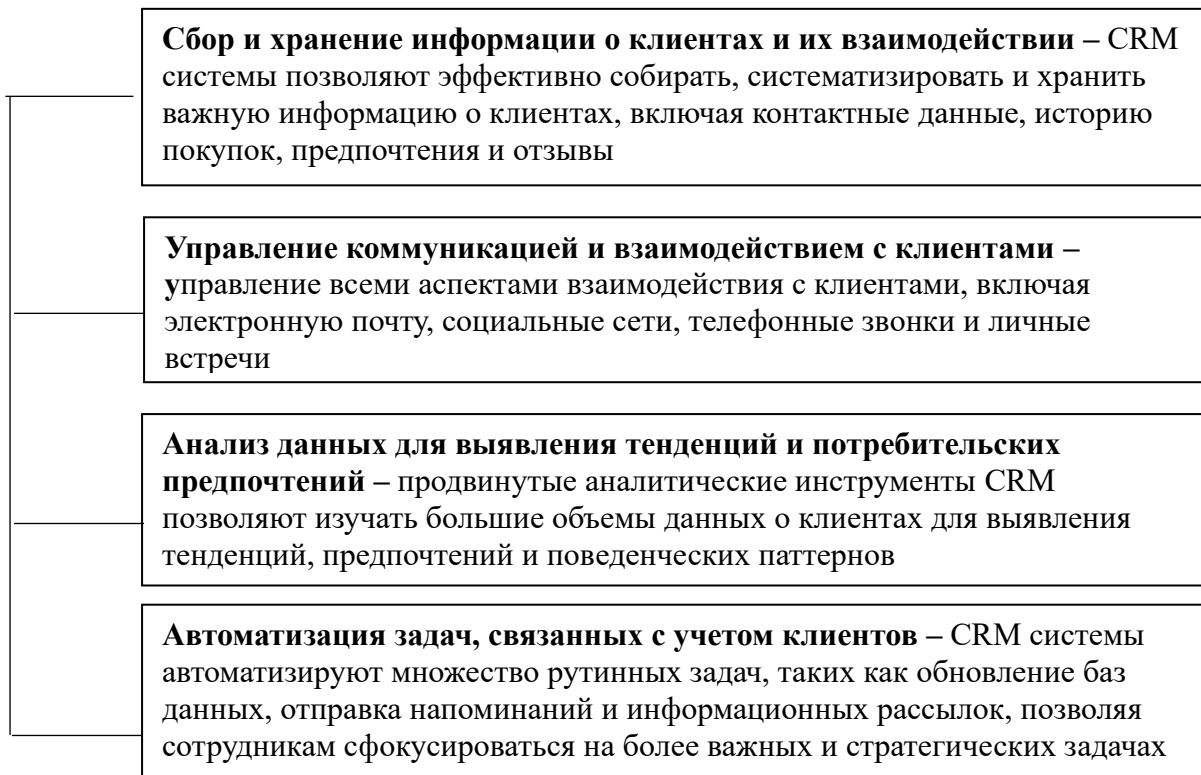 Сбор и хранение информации о клиентах и их взаимодействии – CRM
системы позволяют эффективно собирать, систематизировать и хранить
важную информацию о клиентах, включая контактные данные, историю
покупок, предпочтения и отзывы
Управление коммуникацией и взаимодействием с клиентами –
управление всеми аспектами взаимодействия с клиентами, включая
электронную почту, социальные сети, телефонные звонки и личные
встречи
Анализ данных для выявления тенденций и потребительских
предпочтений – продвинутые аналитические инструменты CRM
позволяют изучать большие объемы данных о клиентах для выявления
тенденций, предпочтений и поведенческих паттернов
Автоматизация задач, связанных с учетом клиентов – CRM системы
автоматизируют множество рутинных задач, таких как обновление баз
данных, отправка напоминаний и информационных рассылок, позволяя
сотрудникам сфокусироваться на более важных и стратегических задачах